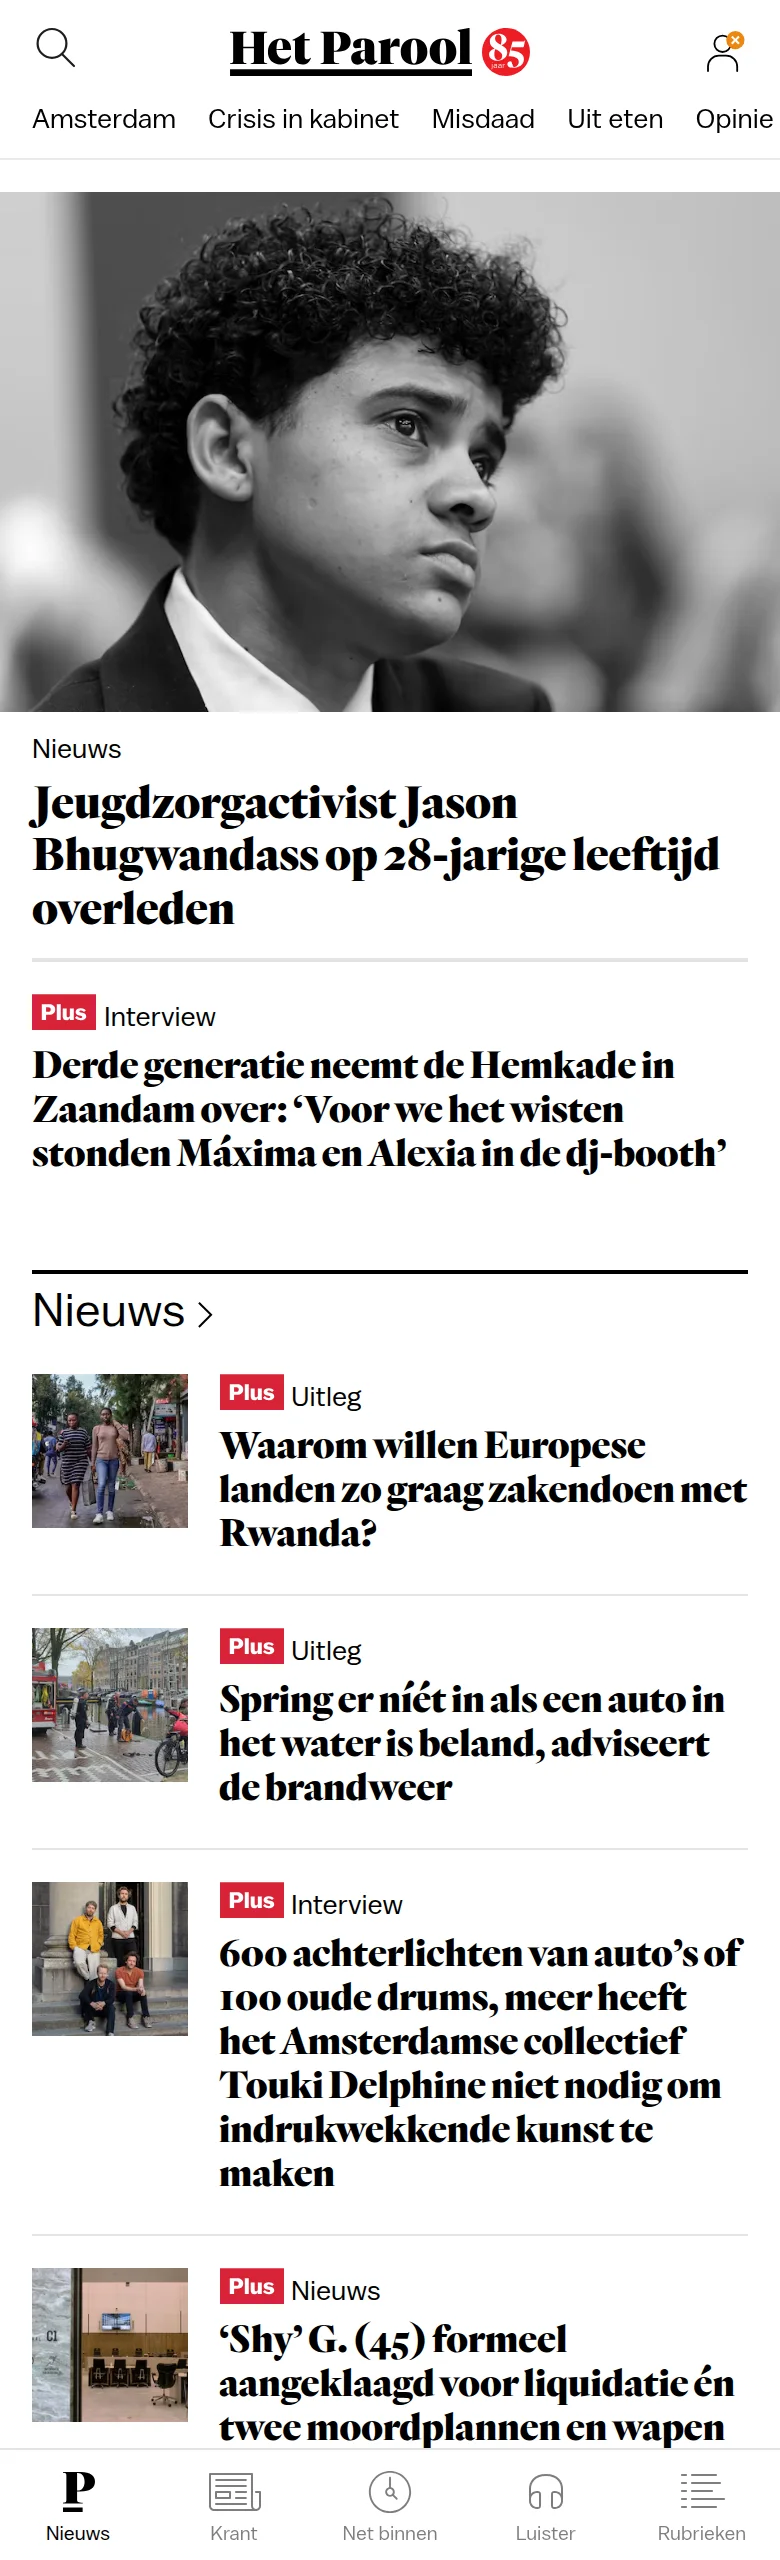 Het Parool 85 jaar
Amsterdam Crisis in kabinet Misdaad Uit eten Opinie
Nieuws
Jeugdzorgactivist Jason
Bhugwandass op 28-jarige leeftijd
overleden
Plus Interview
Derde generatie neemt de Hemkade in
Zaandam over: ‘Voor we het wisten
stonden Máxima en Alexia in de dj-booth’
Nieuws
Plus Uitleg
Waarom willen Europese
landen zo graag zakendoen met
Rwanda?
Plus Uitleg
Spring er níét in als een auto in
het water is beland, adviseert
de brandweer
Plus Interview
600 achterlichten van auto’s of
100 oude drums, meer heeft
het Amsterdamse collectief
Touki Delphine niet nodig om
indrukwekkende kunst te
maken
C1
Plus Nieuws
‘Shy’ G. (45) formeel
aangeklaagd voor liquidatie én
twee moordplannen en wapen
P
Nieuws Krant Net binnen Luister Rubrieken